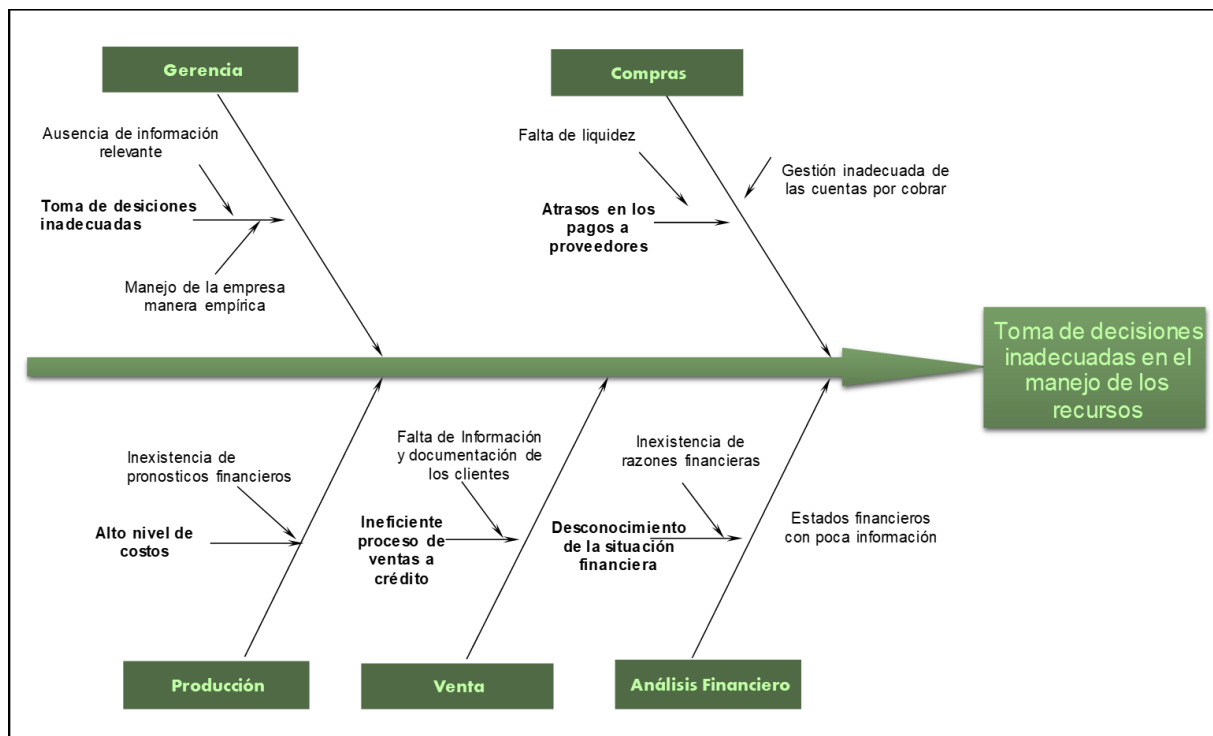 Gerencia
Compras
Ausencia de información
relevante
Toma de desiciones
inadecuadas
Manejo de la empresa
manera empírica
Falta de liquidez
Atrasos en los
pagos a
proveedores
Gestión inadecuada de
las cuentas por cobrar
Toma de decisiones
inadecuadas en el
manejo de los
recursos
Inexistencia de
pronosticos financieros
Alto nivel de
costos
Falta de Información
y documentación de
los clientes
Ineficiente
proceso de
ventas a
crédito
Inexistencia de
razones financieras
Desconocimiento
de la situación
financiera
Estados financieros
con poca información
Producción
Venta
Análisis Financiero